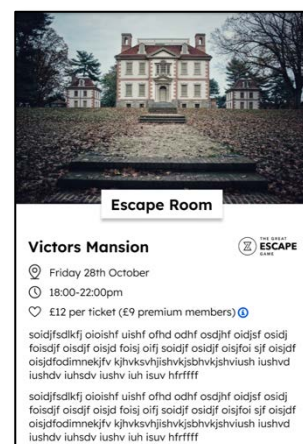 Escape Room
Victors Mansion
THE GREAT
ESCAPE
GAME
Friday 28th October
18:00-22:00pm
£12 per ticket (£9 premium members)
soidjfsdlkfj oioishf uishf ofhd odhf osdjhf oidjsf osidj
foisdjf oisdjf oisjd foisj oifj soidjf osidjf oisjfoi sjf oisjdf
oisjdfodimnekjfv kjhvksvhjishvkjsbhvkjshviush iushvd
iushdv iuhsdv iushv iuh isuv hfrffff
soidjfsdlkfj oioishf uishf ofhd odhf osdjhf oidjsf osidj
foisdjf oisdjf oisjd foisj oifj soidjf osidjf oisjfoi sjf oisjdf
oisjdfodimnekjfv kjhvksvhjishvkjsbhvkjshviush iushvd
iushdv iuhsdv iushv iuh isuv hfrffff